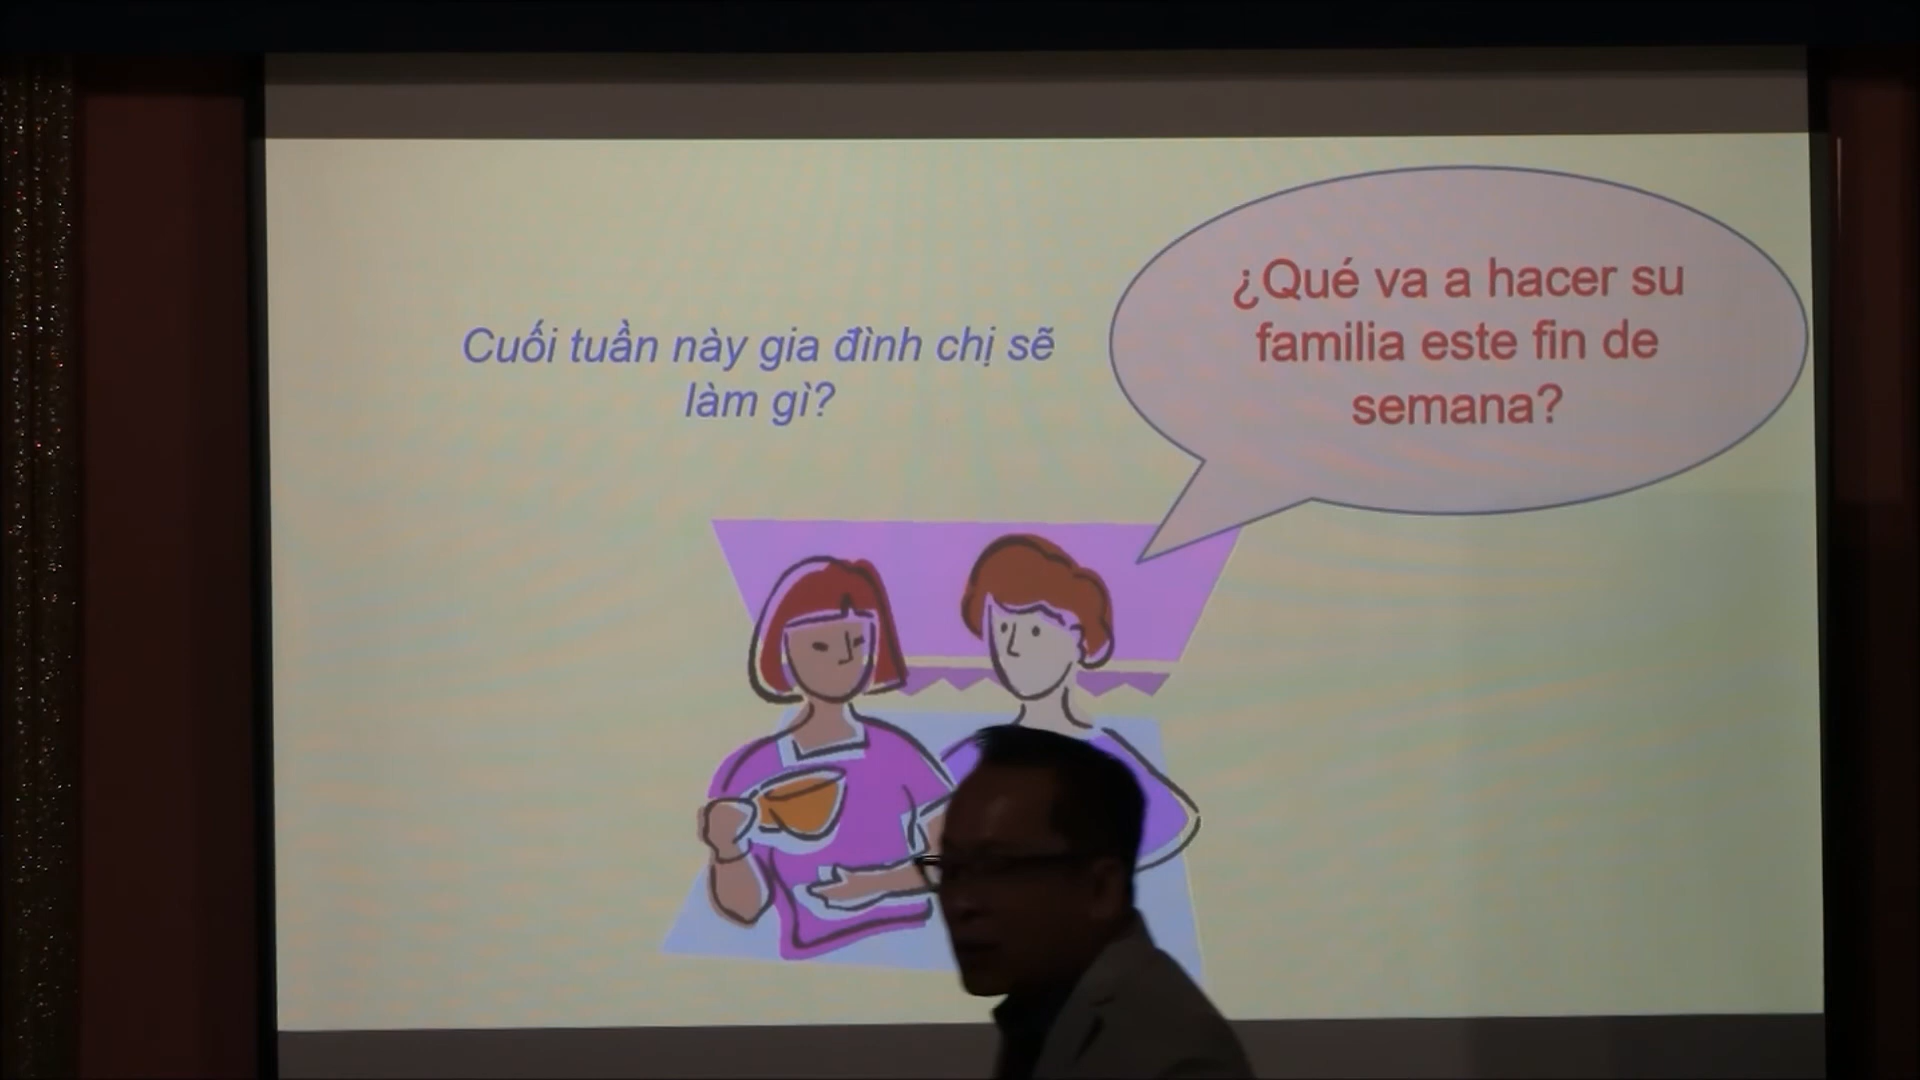 Cuối tuần này gia đình chị sẽ
làm gì?
¿Qué va a hacer su
familia este fin de
semana?